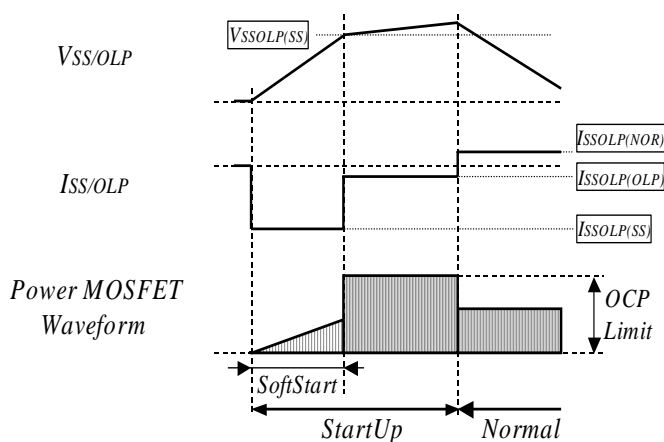 VSSOLP(SS)
VSS/OLP
ISSOLP(NOR)
ISS/OLP
ISSOLP(OLP)
ISSOLP(SS)
Power MOSFET
Waveform
OCP
Limit
SoftStart
StartUp
Normal